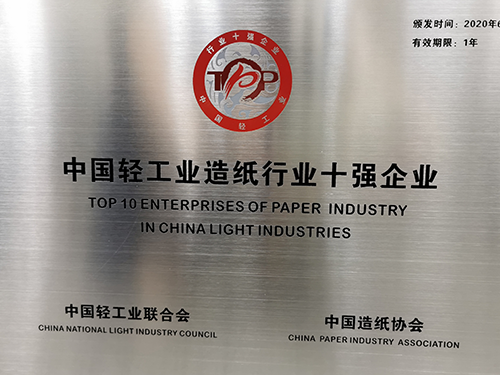 颁发时间：2020年6
有效期限：1年
行业十强企业
TOP
中国轻工业
中国轻工业造纸行业十强企业
TOP 10 ENTERPRISES OF PAPER INDUSTRY
IN CHINA LIGHT INDUSTRIES
中国轻工业联合会
CHINA NATIONAL LIGHT INDUSTRY COUNCIL
中国造纸协会
CHINA PAPER INDUSTRY ASSOCIATION